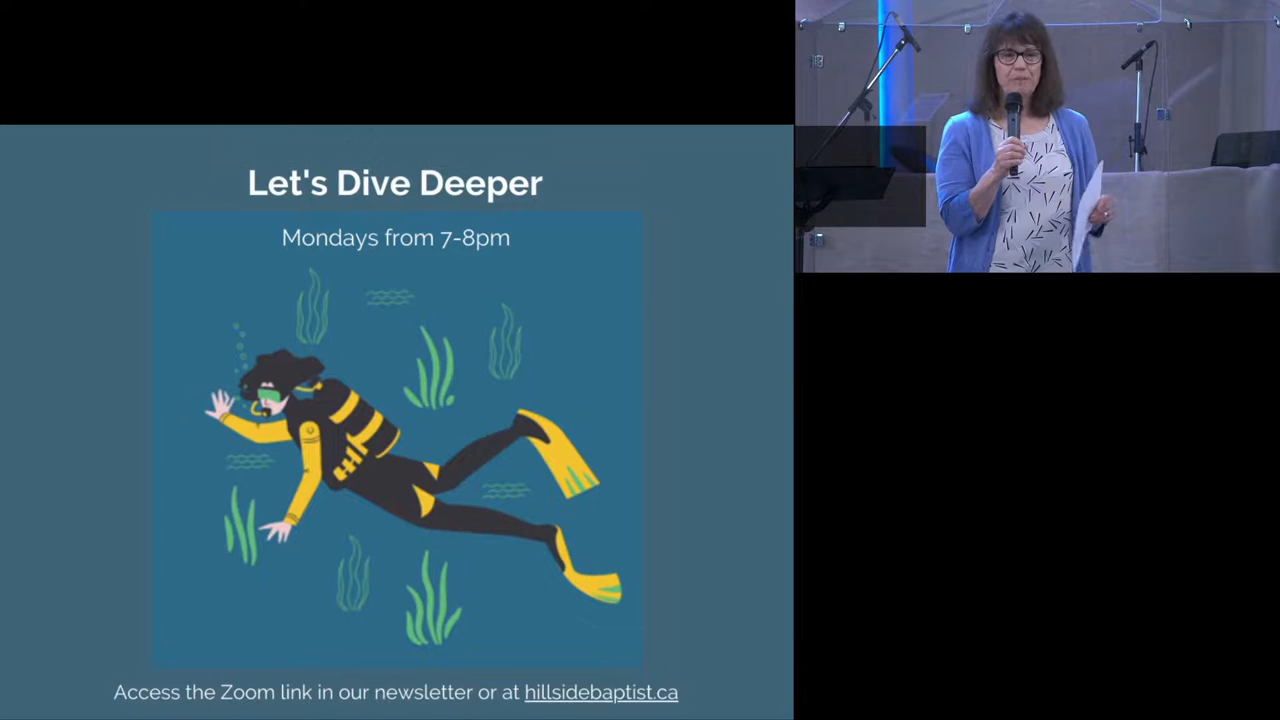 Let's Dive Deeper
Mondays from 7-8pm
Access the Zoom link in our newsletter or at hillsidebaptist.ca